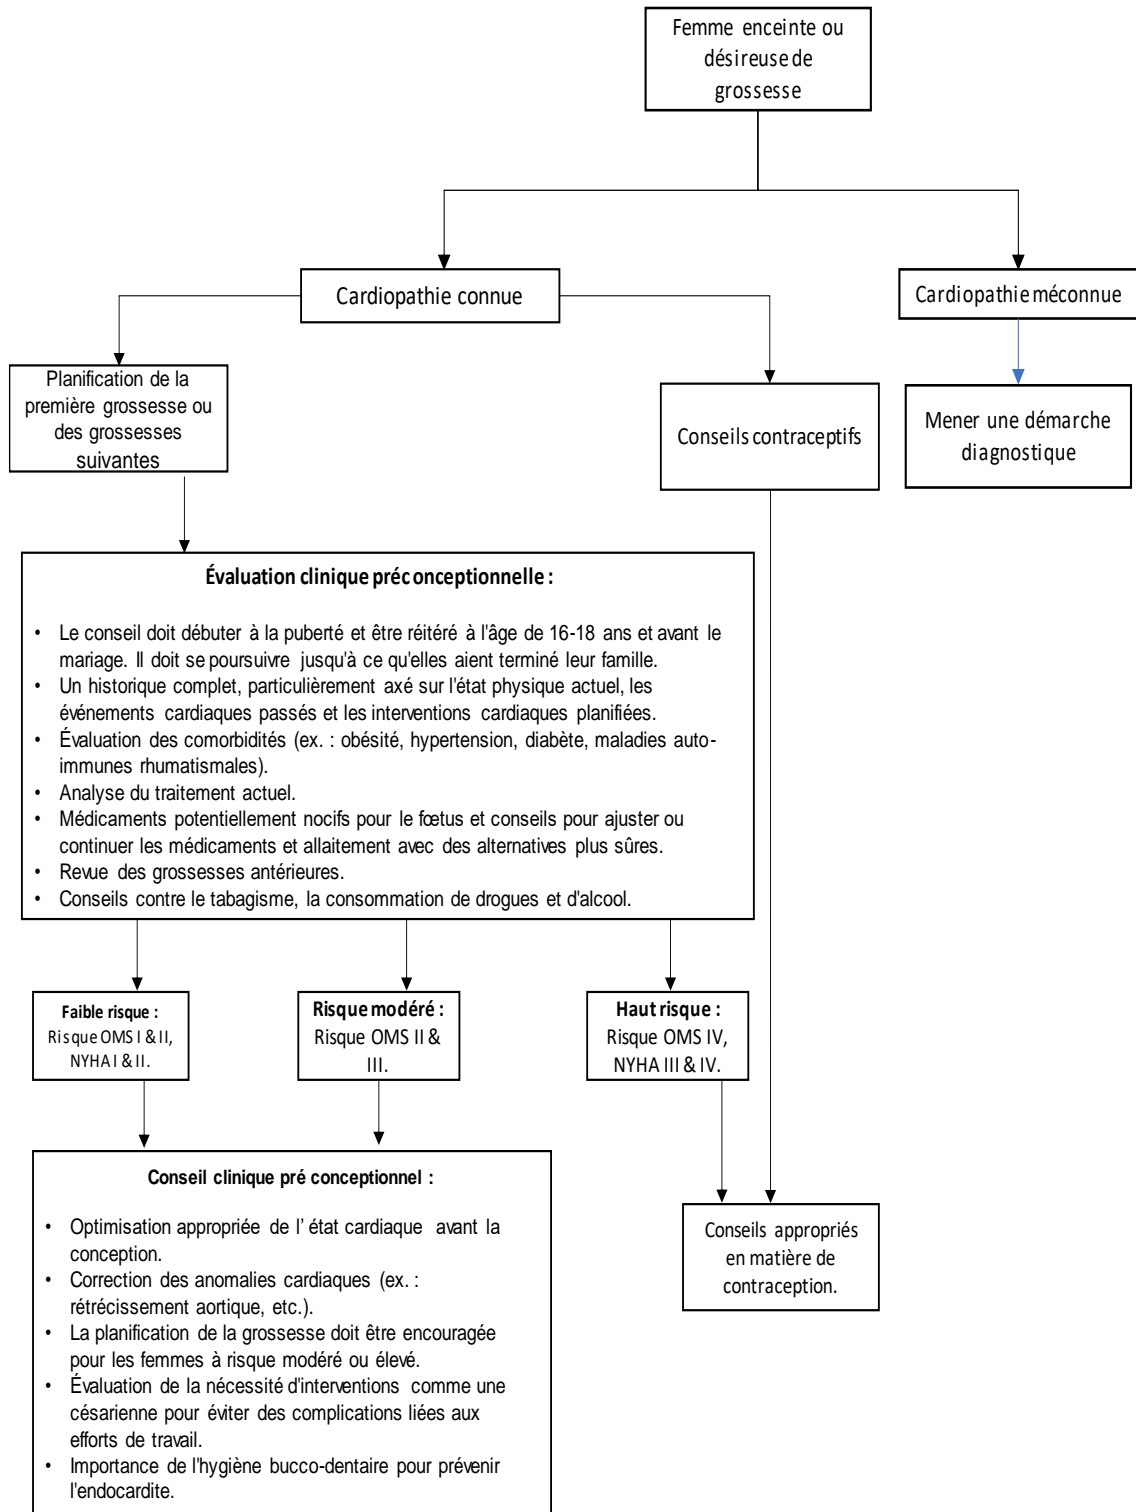 Femme enceinte ou
désireuse de
grossesse
Cardiopathie connue
Cardiopathie méconnue
Planification de la
première grossesse ou
des grossesses
suivantes
Conseils contraceptifs
Mener une démarche
diagnostique
Évaluation clinique préconceptionnelle :
• Le conseil doit débuter à la puberté et être réitéré à l'âge de 16-18 ans et avant le
mariage. Il doit se poursuivre jusqu'à ce qu'elles aient terminé leur famille.
• Un historique complet, particulièrement axé sur l'état physique actuel, les
événements cardiaques passés et les interventions cardiaques planifiées.
• Évaluation des comorbidités (ex. : obésité, hypertension, diabète, maladies auto-
immunes rhumatismales).
• Analyse du traitement actuel.
• Médicaments potentiellement nocifs pour le fœtus et conseils pour ajuster ou
continuer les médicaments et allaitement avec des alternatives plus sûres.
• Revue des grossesses antérieures.
• Conseils contre le tabagisme, la consommation de drogues et d'alcool.
Faible risque :
Risque OMS I & II,
NYHA I & II.
Risque modéré :
Risque OMS II &
III.
Haut risque :
Risque OMS IV,
NYHA III & IV.
Conseil clinique pré conceptionnel :
• Optimisation appropriée de l' état cardiaque avant la
conception.
• Correction des anomalies cardiaques (ex. :
rétrécissement aortique, etc.).
• La planification de la grossesse doit être encouragée
pour les femmes à risque modéré ou élevé.
• Évaluation de la nécessité d'interventions comme une
césarienne pour éviter des complications liées aux
efforts de travail.
• Importance de l'hygiène bucco-dentaire pour prévenir
l'endocardite.
Conseils appropriés
en matière de
contraception.